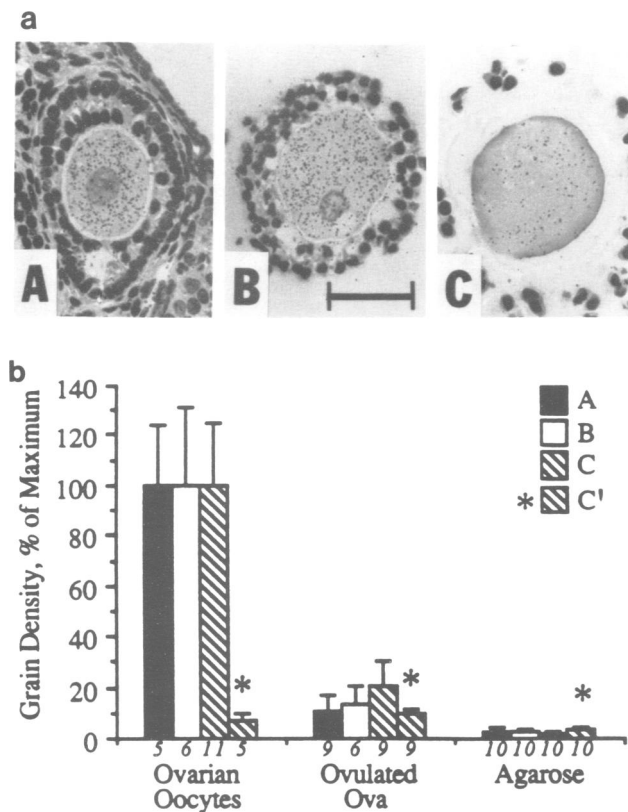 a
A
B
C
b
Grain Density, % of Maximum
140
120
100
80
60
40
20
0
A
B
C
* C'
*
*
*
5 6 11 5
9 6 9 9
10 10 10 10
Ovarian
Oocytes
Ovulated
Ova
Agarose